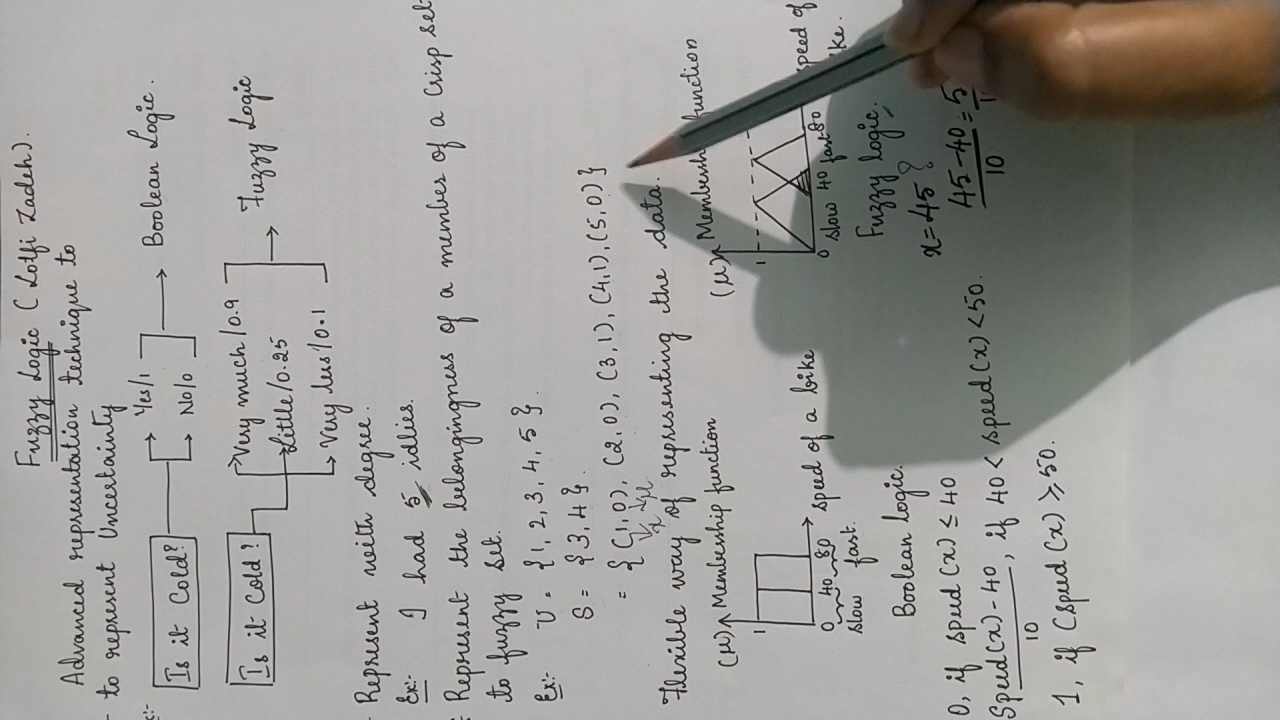 Fuzzy Logic (Lotfi Zadeh).
Advanced representation technique to
- to represent Uncertainty
Ex:-
Is it Cold?
Yes/1
No/0
Boolean Logic.
Is it Cold?
Very much/0.9
Little/0.25
Very less/0.1
Fuzzy Logic
- Represent with degree.
Ex:- I had 5 idlies.
: Represent the belongingness of a member of a crisp set
to fuzzy set.
Ex:- U = {1, 2, 3, 4, 5}.
S = {3, 4}.
= {(1,0), (2,0), (3,1), (4,1), (5,0)}
x μ
Flexible way of representing the data.
(μ) Membership function
1
0 40 80
slow fast.
speed of a bike
Boolean logic.
(μ) Membership function
1
0 slow 40 fast 80
speed of
Fuzzy logic,
x=45
45-40 = 5
10
0, if speed (x) ≤ 40
Speed(x) - 40, if 40 < speed (x) < 50.
10
1, if (speed (x) ≥ 50.